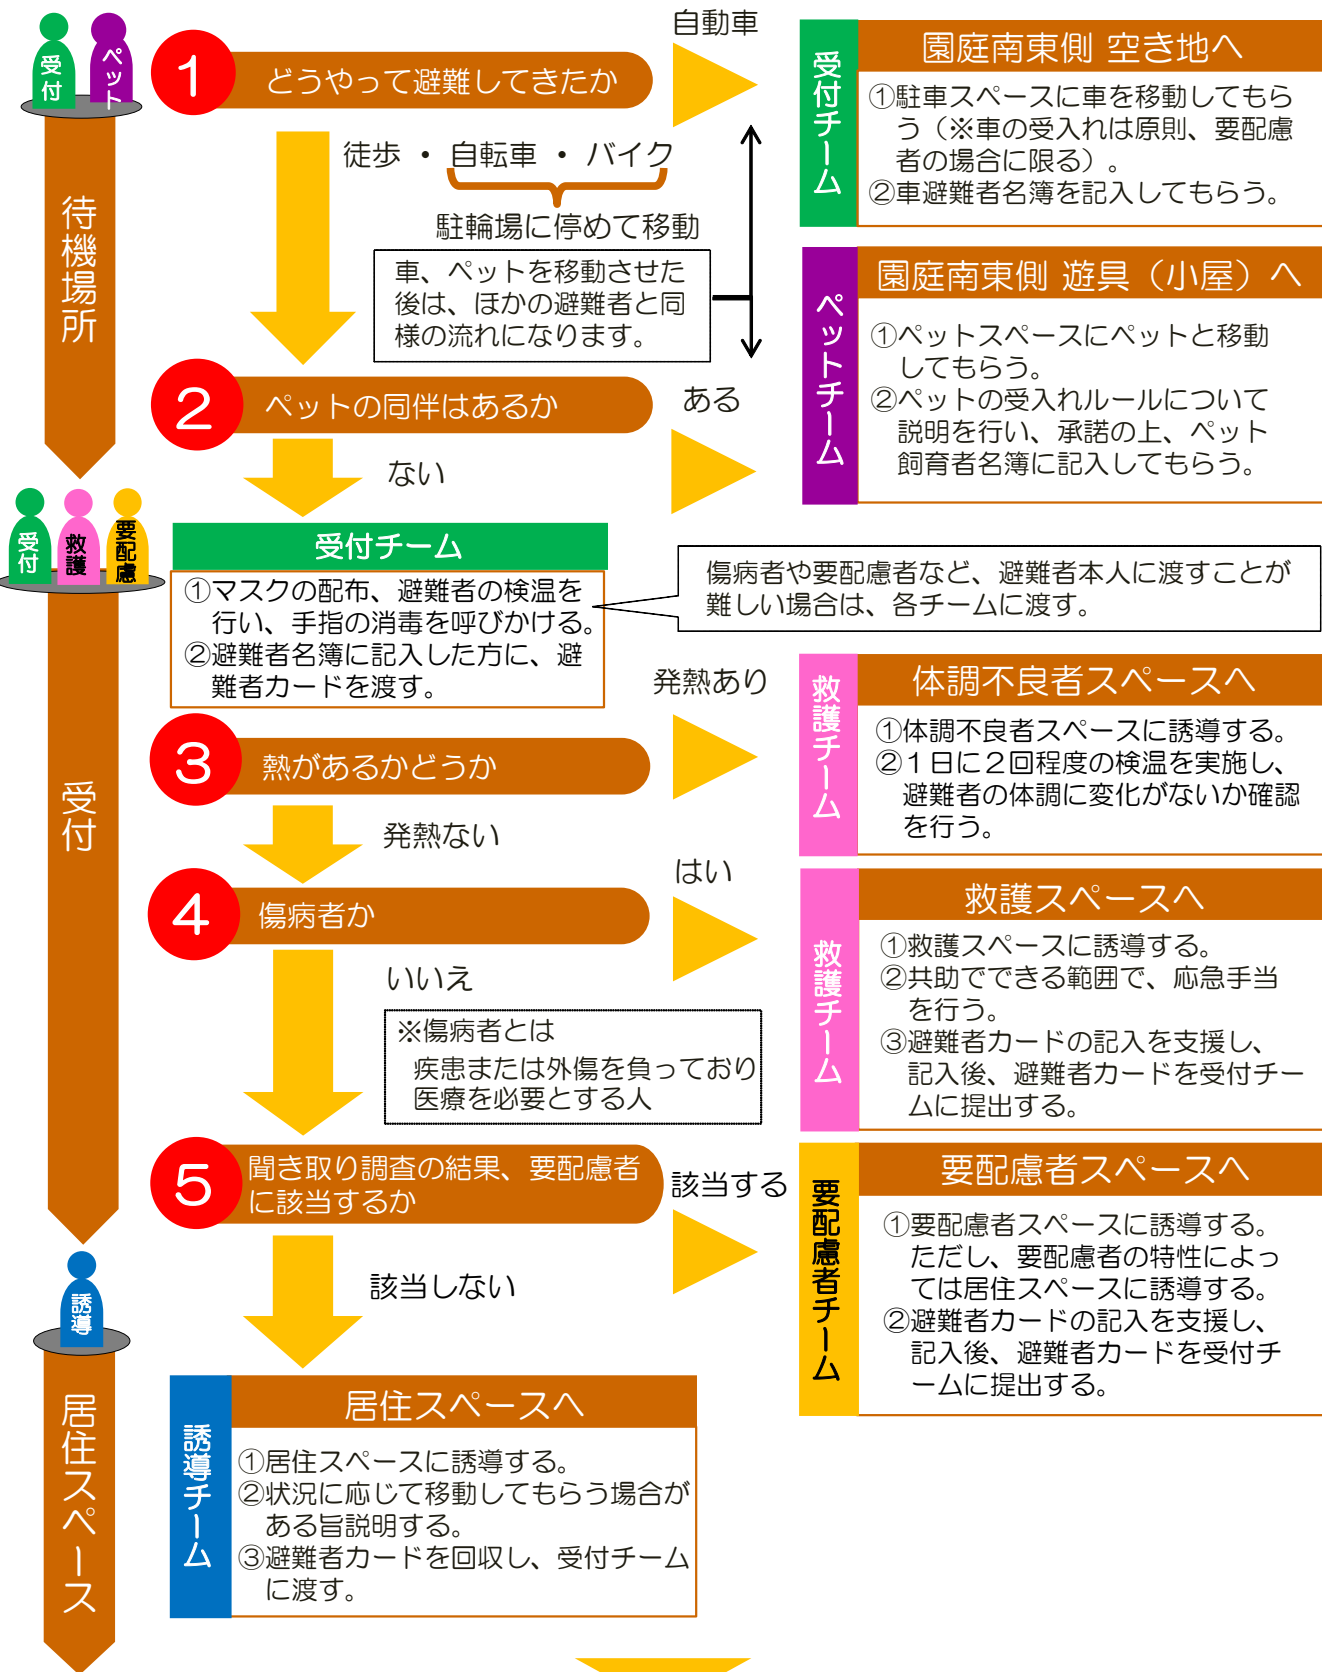 受付
ペット
待機場所
1
どうやって避難してきたか
自動車
受付チーム
園庭南東側 空き地へ
①駐車スペースに車を移動してもら
う（※車の受入れは原則、要配慮
者の場合に限る）。
②車避難者名簿を記入してもらう。
徒歩 ・ 自転車 ・ バイク
駐輪場に停めて移動
車、ペットを移動させた
後は、ほかの避難者と同
様の流れになります。
2
ペットの同伴はあるか
ある
ペットチーム
園庭南東側 遊具（小屋）へ
①ペットスペースにペットと移動
してもらう。
②ペットの受入れルールについて
説明を行い、承諾の上、ペット
飼育者名簿に記入してもらう。
ない
受付
救護
要配慮
受付
受付チーム
①マスクの配布、避難者の検温を
行い、手指の消毒を呼びかける。
②避難者名簿に記入した方に、避
難者カードを渡す。
傷病者や要配慮者など、避難者本人に渡すことが
難しい場合は、各チームに渡す。
3
熱があるかどうか
発熱あり
救護チーム
体調不良者スペースへ
①体調不良者スペースに誘導する。
②１日に２回程度の検温を実施し、
避難者の体調に変化がないか確認
を行う。
発熱ない
4
傷病者か
はい
救護チーム
救護スペースへ
①救護スペースに誘導する。
②共助でできる範囲で、応急手当
を行う。
③避難者カードの記入を支援し、
記入後、避難者カードを受付チー
ムに提出する。
いいえ
※傷病者とは
疾患または外傷を負っており
医療を必要とする人
5
聞き取り調査の結果、要配慮者
に該当するか
該当する
要配慮者チーム
要配慮者スペースへ
①要配慮者スペースに誘導する。
ただし、要配慮者の特性によっ
ては居住スペースに誘導する。
②避難者カードの記入を支援し、
記入後、避難者カードを受付チ
ームに提出する。
該当しない
誘導
居住スペース
誘導チーム
居住スペースへ
①居住スペースに誘導する。
②状況に応じて移動してもらう場合が
ある旨説明する。
③避難者カードを回収し、受付チーム
に渡す。